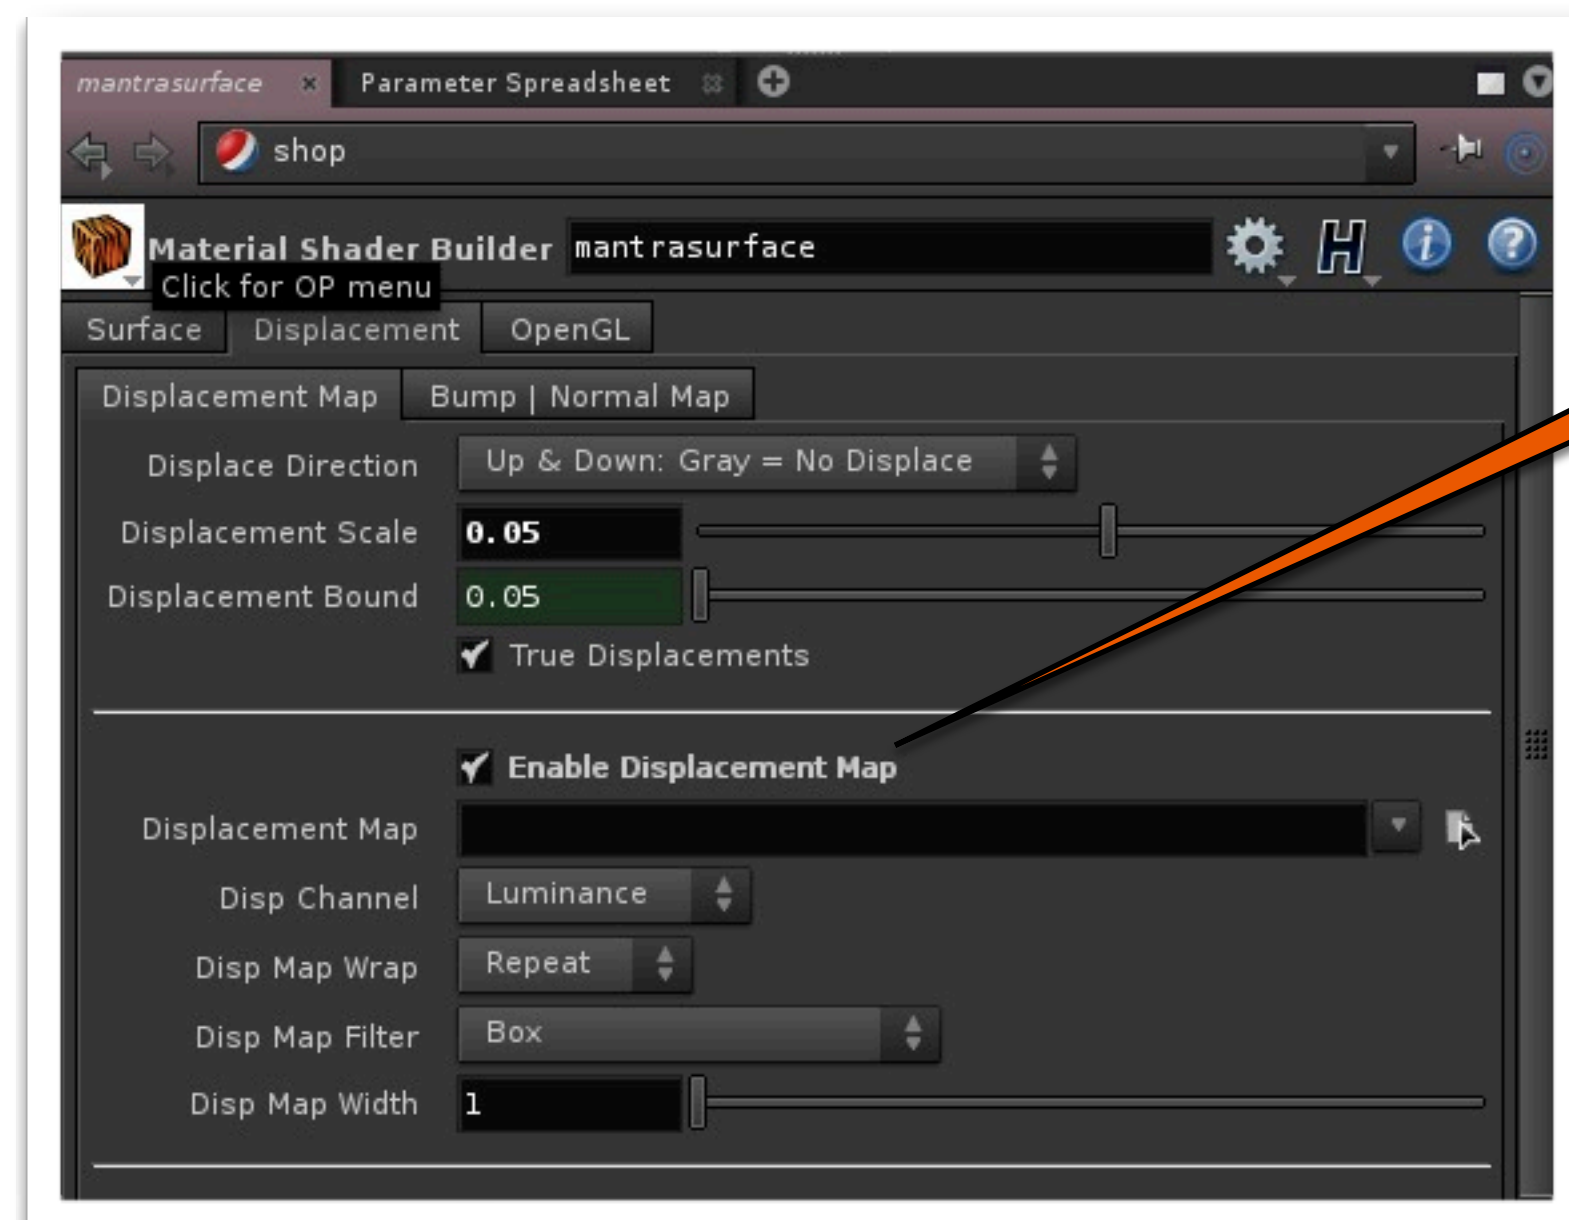 mantrasurface Parameter Spreadsheet
shop
Material Shader Builder mantrasurface
Click for OP menu
Surface Displacement OpenGL
Displacement Map Bump | Normal Map
Displace Direction Up & Down: Gray = No Displace
Displacement Scale 0.05
Displacement Bound 0.05
True Displacements
Enable Displacement Map
Displacement Map
Disp Channel Luminance
Disp Map Wrap Repeat
Disp Map Filter Box
Disp Map Width 1